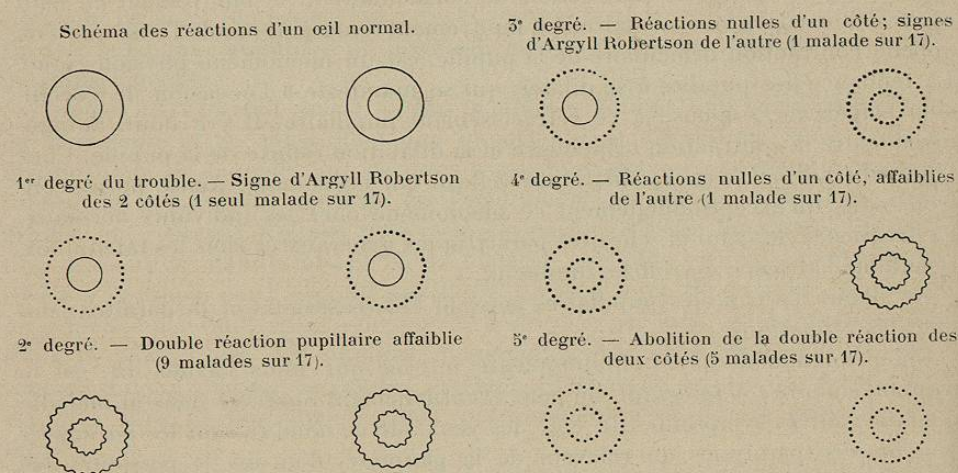 Schéma des réactions d'un œil normal.
1er degré du trouble. — Signe d'Argyll Robertson
des 2 côtés (1 seul malade sur 17).
2e degré. — Double réaction pupillaire affaiblie
(9 malades sur 17).
3e degré. — Réactions nulles d'un côté; signes
d'Argyll Robertson de l'autre (1 malade sur 17).
4e degré. — Réactions nulles d'un côté, affaiblies
de l'autre (1 malade sur 17).
5e degré. — Abolition de la double réaction des
deux côtés (5 malades sur 17).